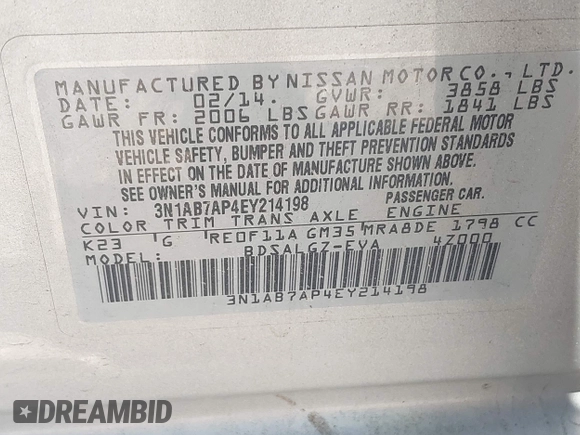 MANUFACTURED BY NISSAN MOTOR CO., LTD.
DATE: 02/14. GVWR: 3858 LBS
GAWR FR: 2006 LBS GAWR RR: 1841 LBS
THIS VEHICLE CONFORMS TO ALL APPLICABLE FEDERAL MOTOR
VEHICLE SAFETY, BUMPER AND THEFT PREVENTION STANDARDS
IN EFFECT ON THE DATE OF MANUFACTURE SHOWN ABOVE.
SEE OWNER'S MANUAL FOR ADDITIONAL INFORMATION.
VIN: 3N1AB7AP4EY214198 PASSENGER CAR.
COLOR TRIM TRANS AXLE ENGINE
K23 G RE0F11A GM35 MRA8DE 1798 CC
MODEL: BDSALGZ-EVA 4Z000
3N1AB7AP4EY214198
DREAMBID